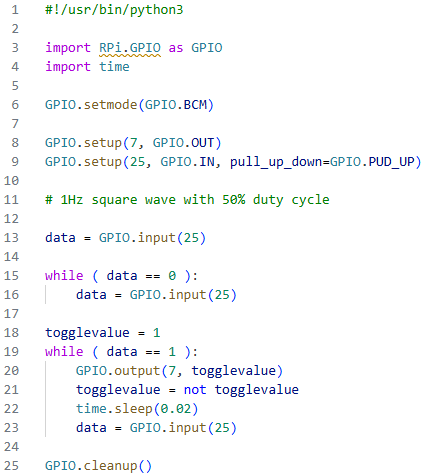 1 #!/usr/bin/python3
2
3 import RPi.GPIO as GPIO
4 import time
5
6 GPIO.setmode(GPIO.BCM)
7
8 GPIO.setup(7, GPIO.OUT)
9 GPIO.setup(25, GPIO.IN, pull_up_down=GPIO.PUD_UP)
10
11 # 1Hz square wave with 50% duty cycle
12
13 data = GPIO.input(25)
14
15 while ( data == 0 ):
16     data = GPIO.input(25)
17
18 togglevalue = 1
19 while ( data == 1 ):
20     GPIO.output(7, togglevalue)
21     togglevalue = not togglevalue
22     time.sleep(0.02)
23     data = GPIO.input(25)
24
25 GPIO.cleanup()